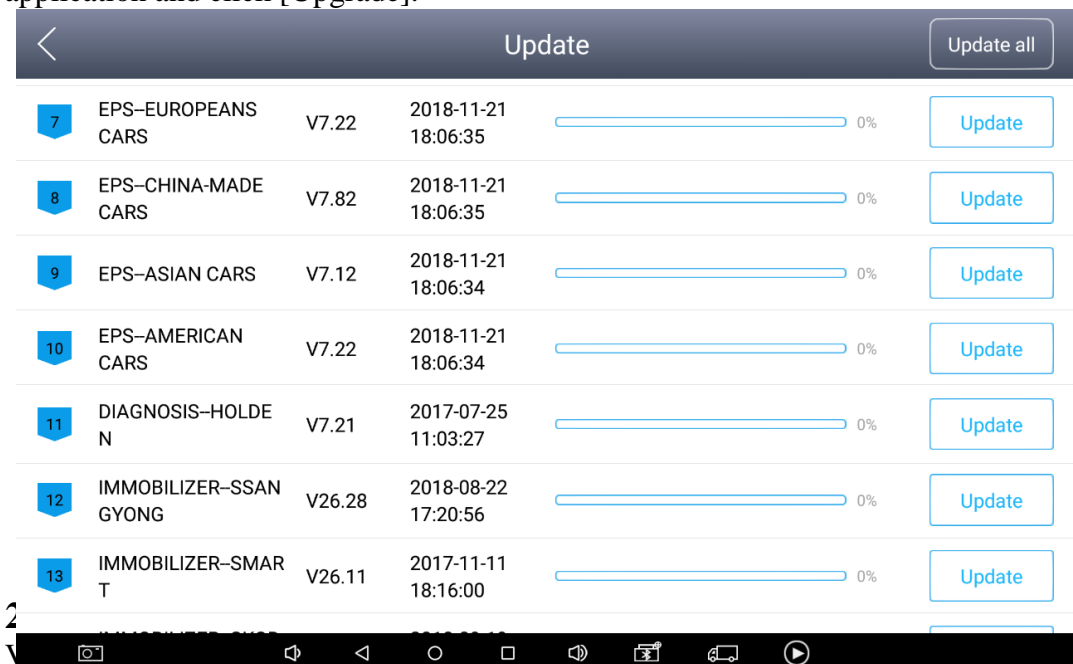 application and click [Upgrade].
Update
Update all
7
EPS–EUROPEANS
CARS
V7.22
2018-11-21
18:06:35
0%
Update
8
EPS–CHINA-MADE
CARS
V7.82
2018-11-21
18:06:35
0%
Update
9
EPS–ASIAN CARS
V7.12
2018-11-21
18:06:34
0%
Update
10
EPS–AMERICAN
CARS
V7.22
2018-11-21
18:06:34
0%
Update
11
DIAGNOSIS–HOLDE
N
V7.21
2017-07-25
11:03:27
0%
Update
12
IMMOBILIZER–SSAN
GYONG
V26.28
2018-08-22
17:20:56
0%
Update
13
IMMOBILIZER–SMAR
T
V26.11
2017-11-11
18:16:00
0%
Update